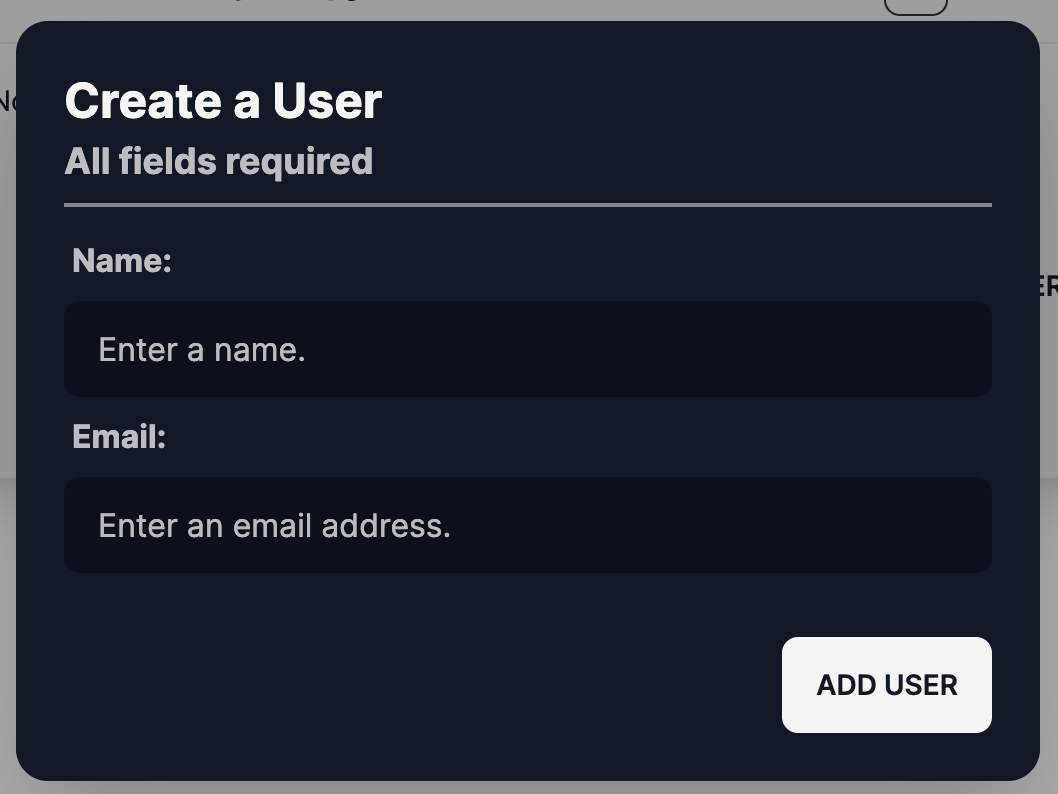 Create a User
All fields required
Name:
Enter a name.
Email:
Enter an email address.
ADD USER